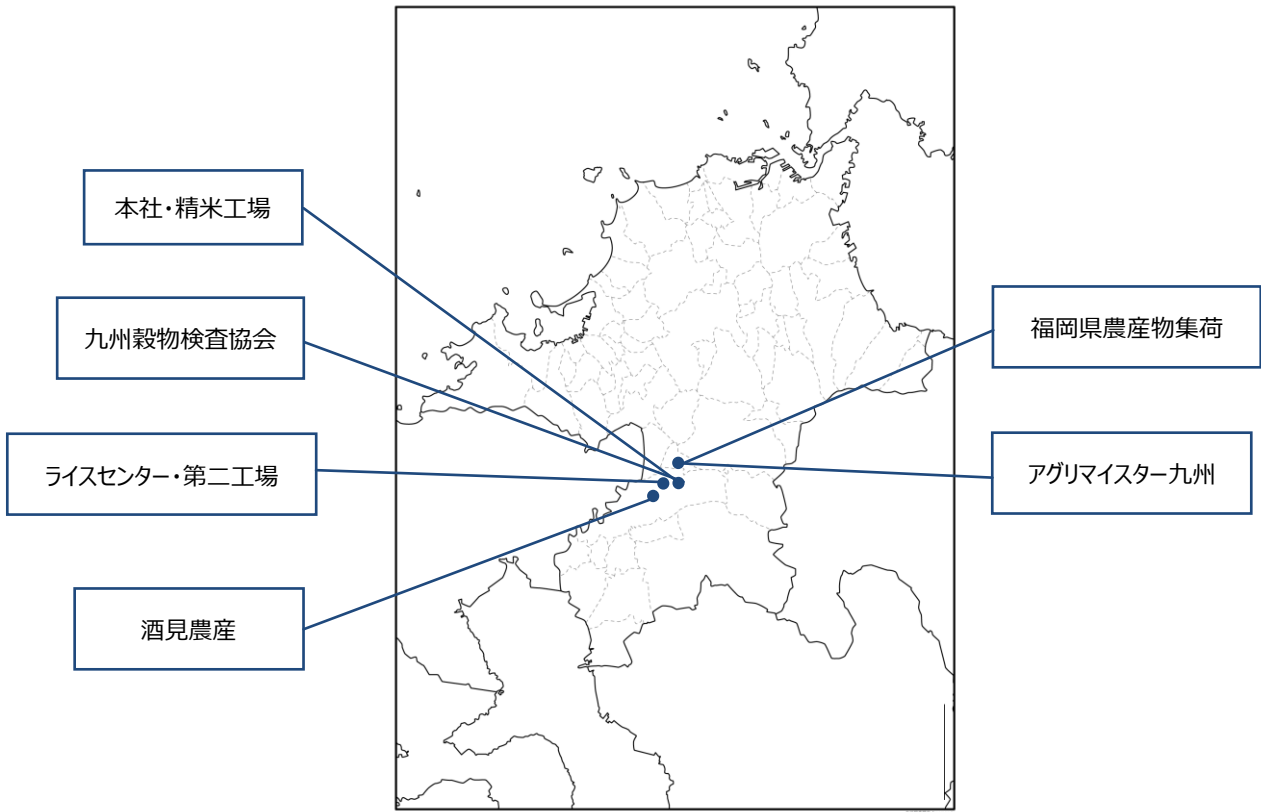 本社・精米工場
九州穀物検査協会
ライスセンター・第二工場
酒見農産
福岡県農産物集荷
アグリマイスター九州